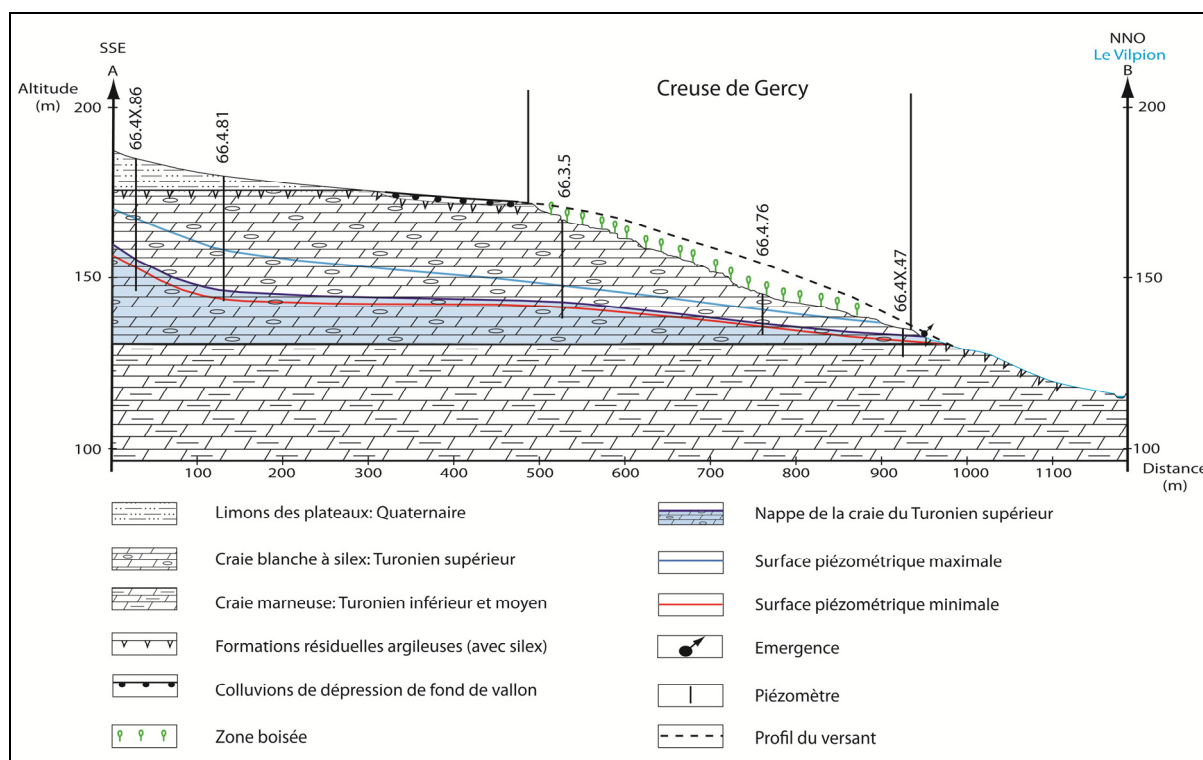 SSE
NNO
Le Vilpion
A
B
Altitude
(m)
Creuse de Gercy
200
200
66.4X.86
66.4.81
66.3.5
66.4.76
66.4X.47
150
150
100
100
100 200 300 400 500 600 700 800 900 1000 1100
Distance
(m)
Limons des plateaux: Quaternaire
Craie blanche à silex: Turonien supérieur
Craie marneuse: Turonien inférieur et moyen
Formations résiduelles argileuses (avec silex)
Colluvions de dépression de fond de vallon
Zone boisée
Nappe de la craie du Turonien supérieur
Surface piézométrique maximale
Surface piézométrique minimale
Emergence
Piézomètre
Profil du versant